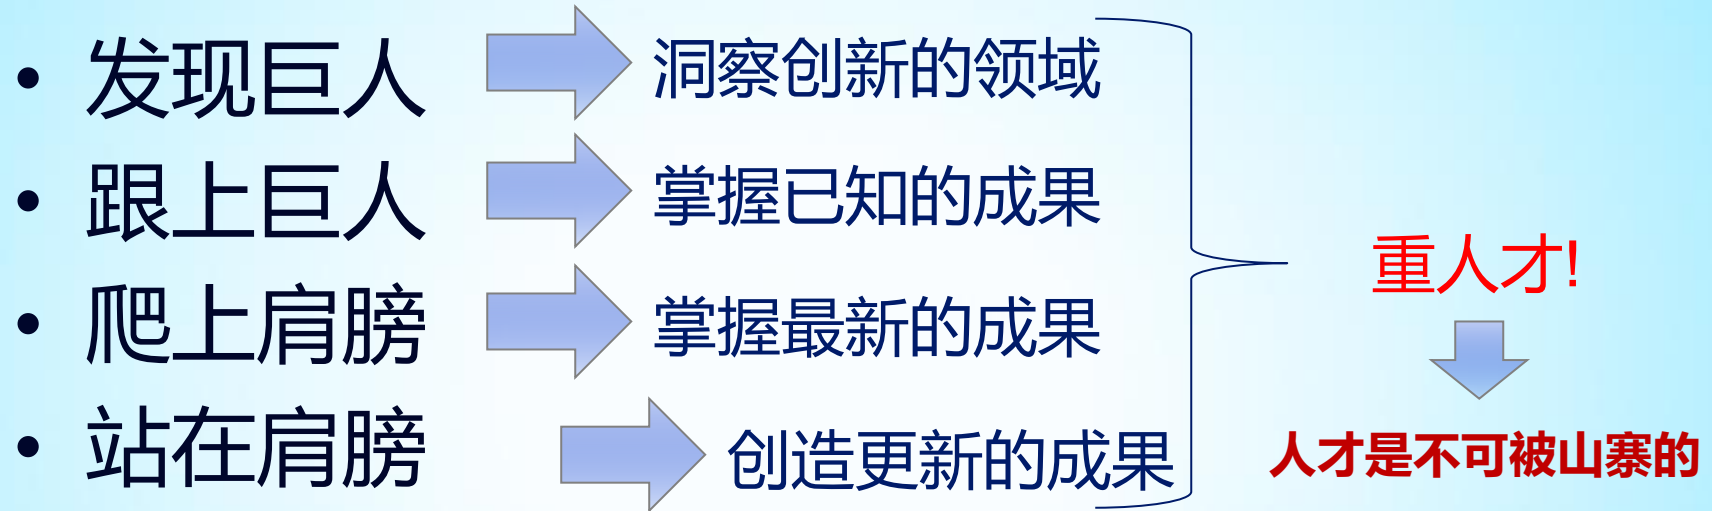 • 发现巨人 洞察创新的领域
• 跟上巨人 掌握已知的成果
重人才!
• 爬上肩膀 掌握最新的成果
• 站在肩膀 创造更新的成果
人才是不可被山寨的